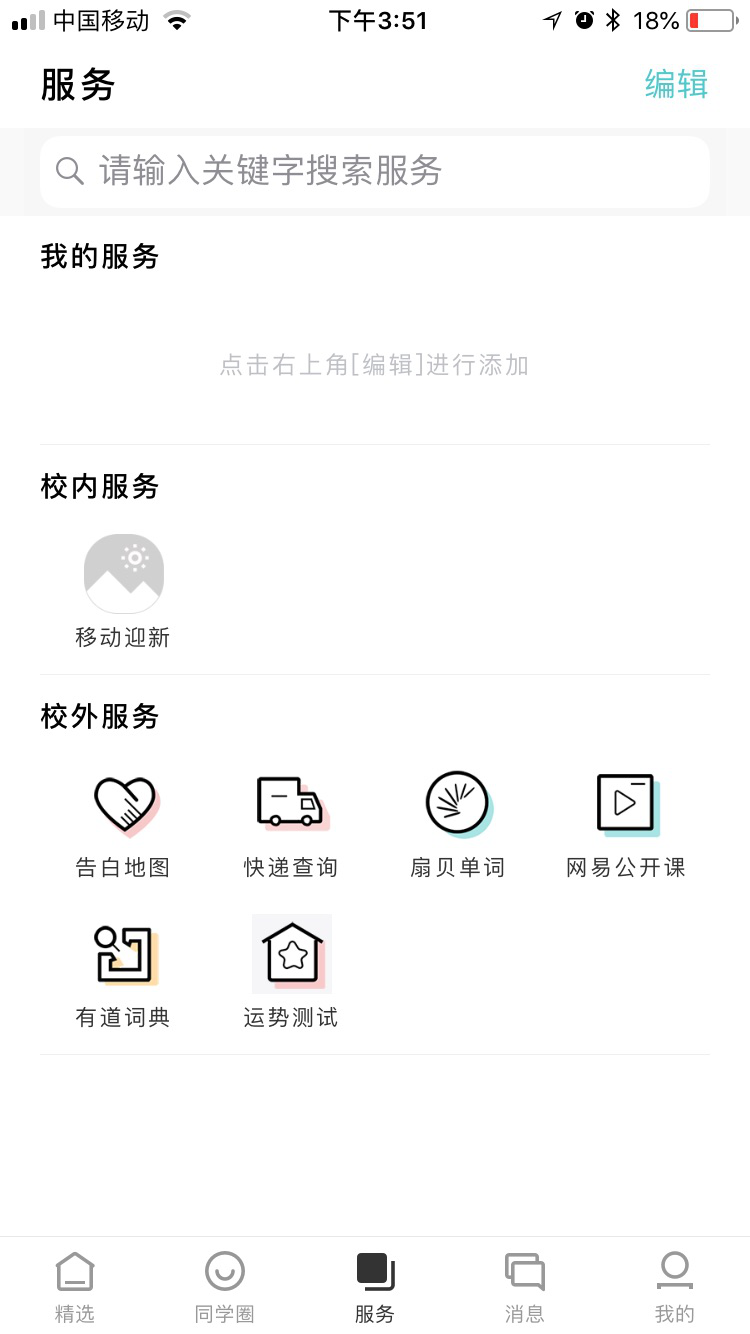 中国移动 下午3:51 18%
服务 编辑
请输入关键字搜索服务
我的服务
点击右上角[编辑]进行添加
校内服务
移动迎新
校外服务
告白地图 快递查询 扇贝单词 网易公开课
有道词典 运势测试
精选 同学圈 服务 消息 我的